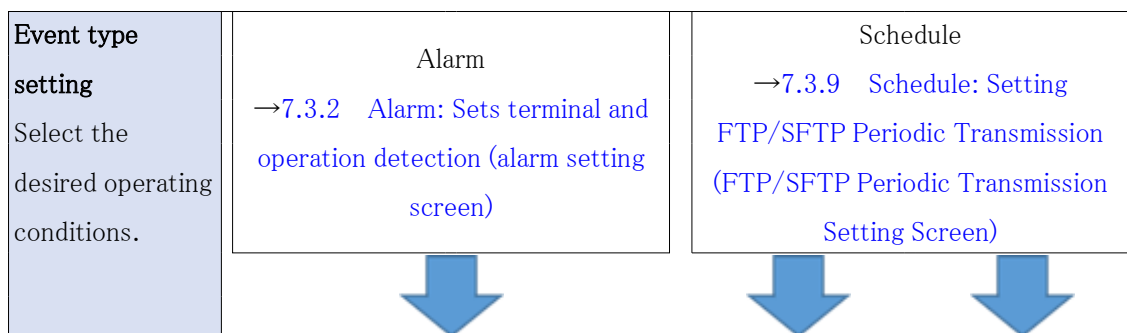 Event type
setting
Select the
desired operating
conditions.
Alarm
→7.3.2 Alarm: Sets terminal and
operation detection (alarm setting
screen)
Schedule
→7.3.9 Schedule: Setting
FTP/SFTP Periodic Transmission
(FTP/SFTP Periodic Transmission
Setting Screen)